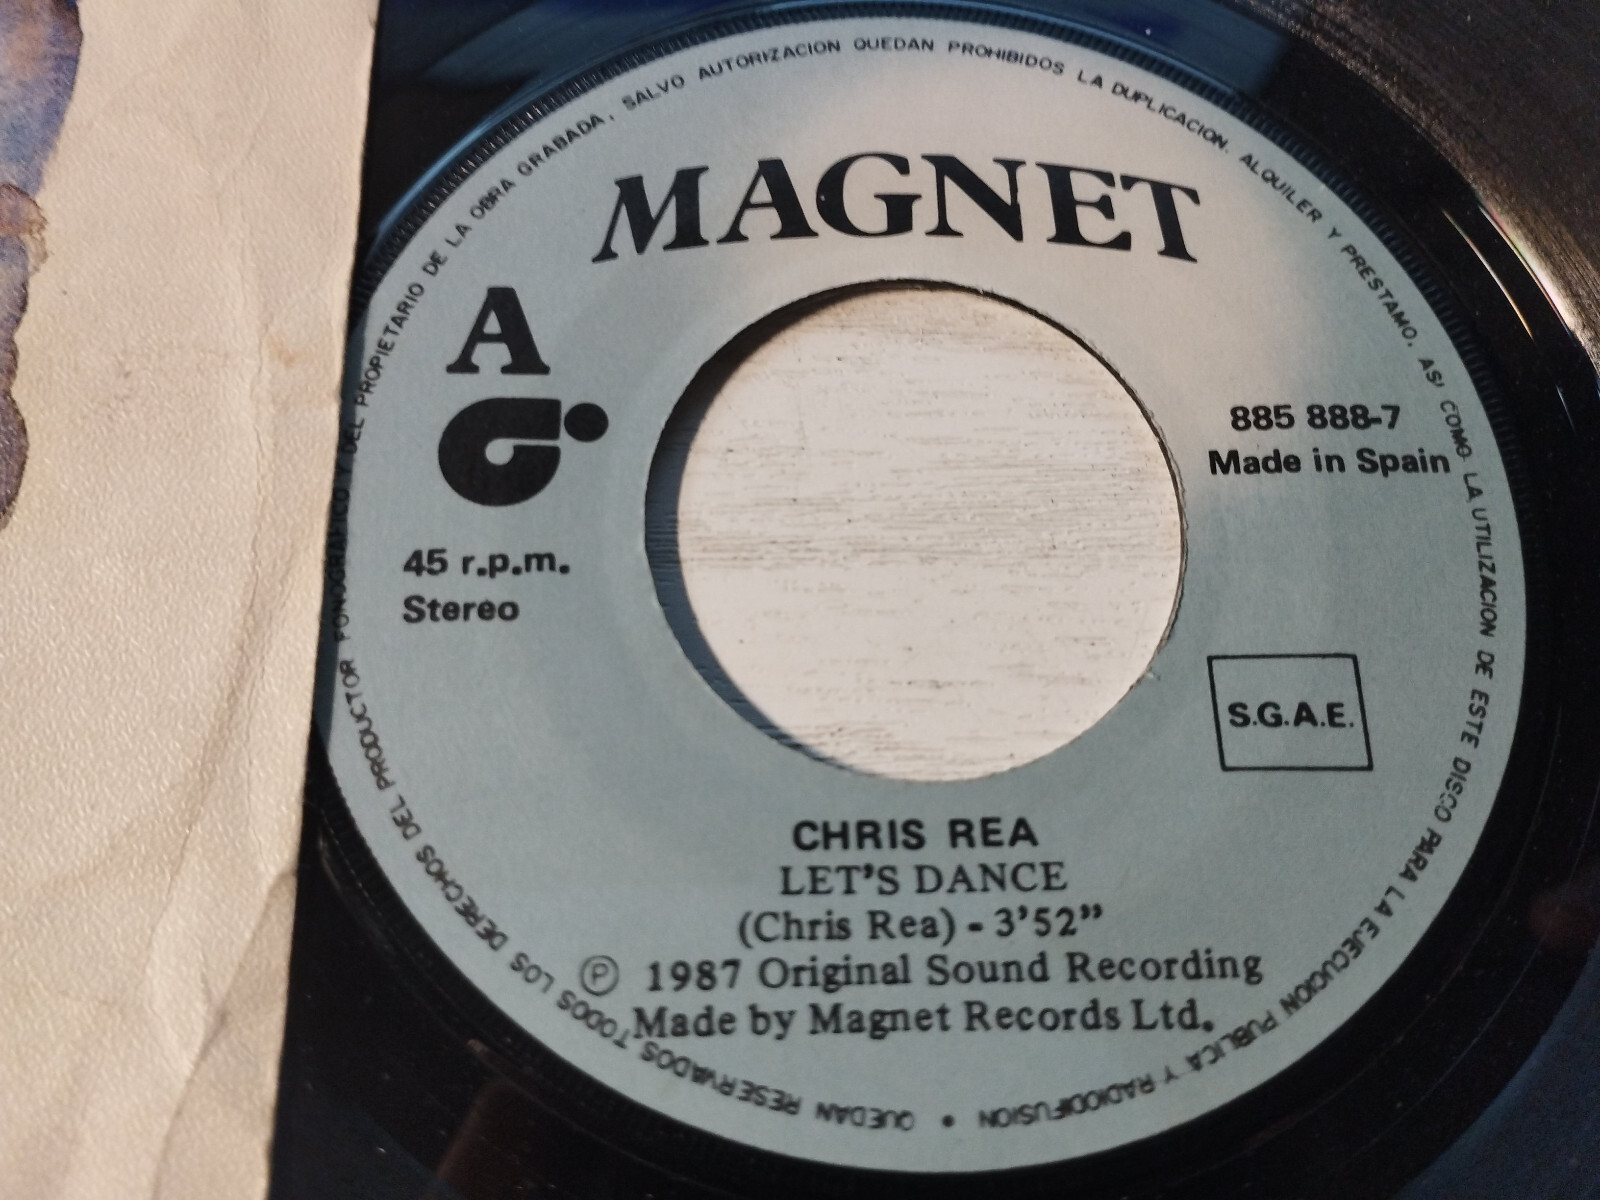 MAGNET
A
45 r.p.m.
Stereo
885 888-7
Made in Spain
S.G.A.E.
CHRIS REA
LET'S DANCE
(Chris Rea) - 3'52"
Ⓟ 1987 Original Sound Recording
Made by Magnet Records Ltd.
QUEDAN RESERVADOS TODOS LOS DERECHOS DEL PRODUCTOR FONOGRAFICO Y DEL PROPIETARIO DE LA OBRA GRABADA, SALVO AUTORIZACION QUEDAN PROHIBIDOS LA DUPLICACION. ALQUILER Y PRESTAMO, ASI COMO LA UTILIZACION DE ESTE DISCO PARA LA EJECUCION PUBLICA Y RADIODIFUSION •